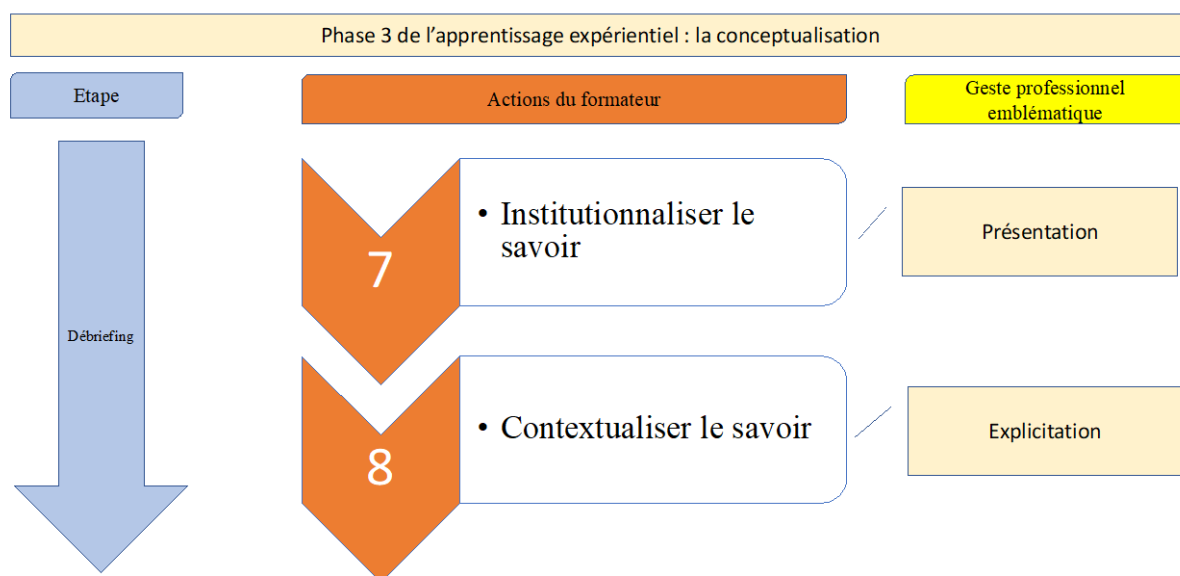 Phase 3 de l’apprentissage expérientiel : la conceptualisation
Etape
Actions du formateur
Geste professionnel
emblématique
Débriefing
7
• Institutionnaliser le
savoir
Présentation
8
• Contextualiser le savoir
Explicitation